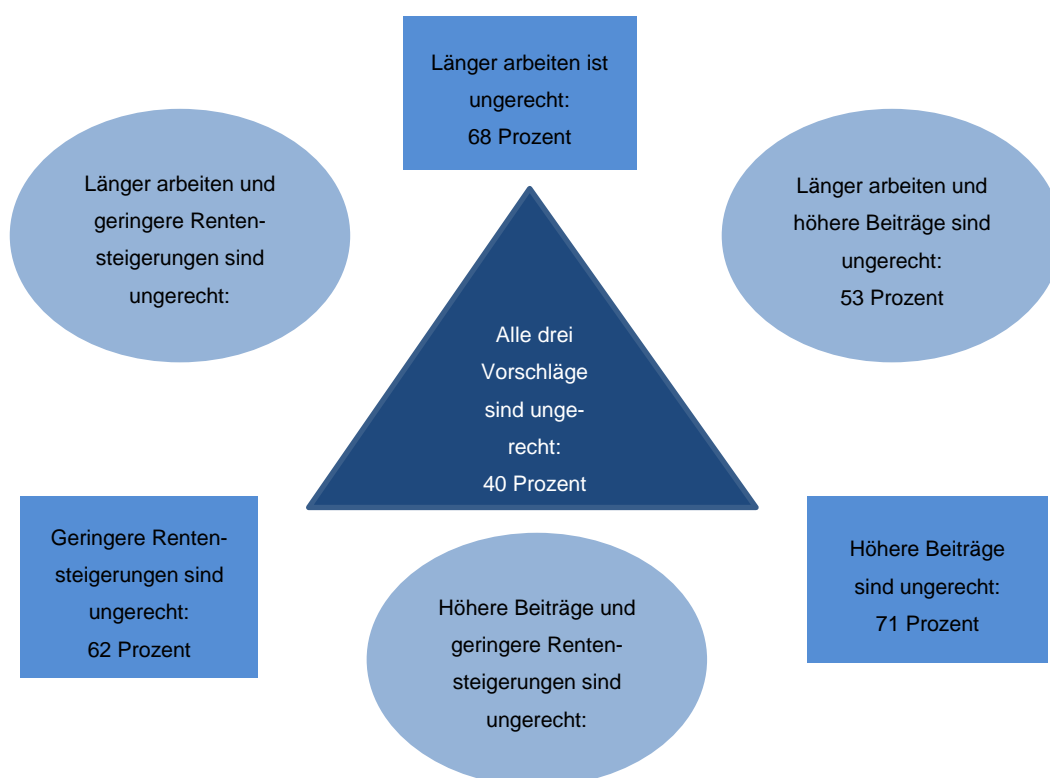 Länger arbeiten ist
ungerecht:
68 Prozent
Länger arbeiten und
geringere Renten-
steigerungen sind
ungerecht:
Länger arbeiten und
höhere Beiträge sind
ungerecht:
53 Prozent
Alle drei
Vorschläge
sind unge-
recht:
40 Prozent
Geringere Renten-
steigerungen sind
ungerecht:
62 Prozent
Höhere Beiträge und
geringere Renten-
steigerungen sind
ungerecht:
Höhere Beiträge
sind ungerecht:
71 Prozent